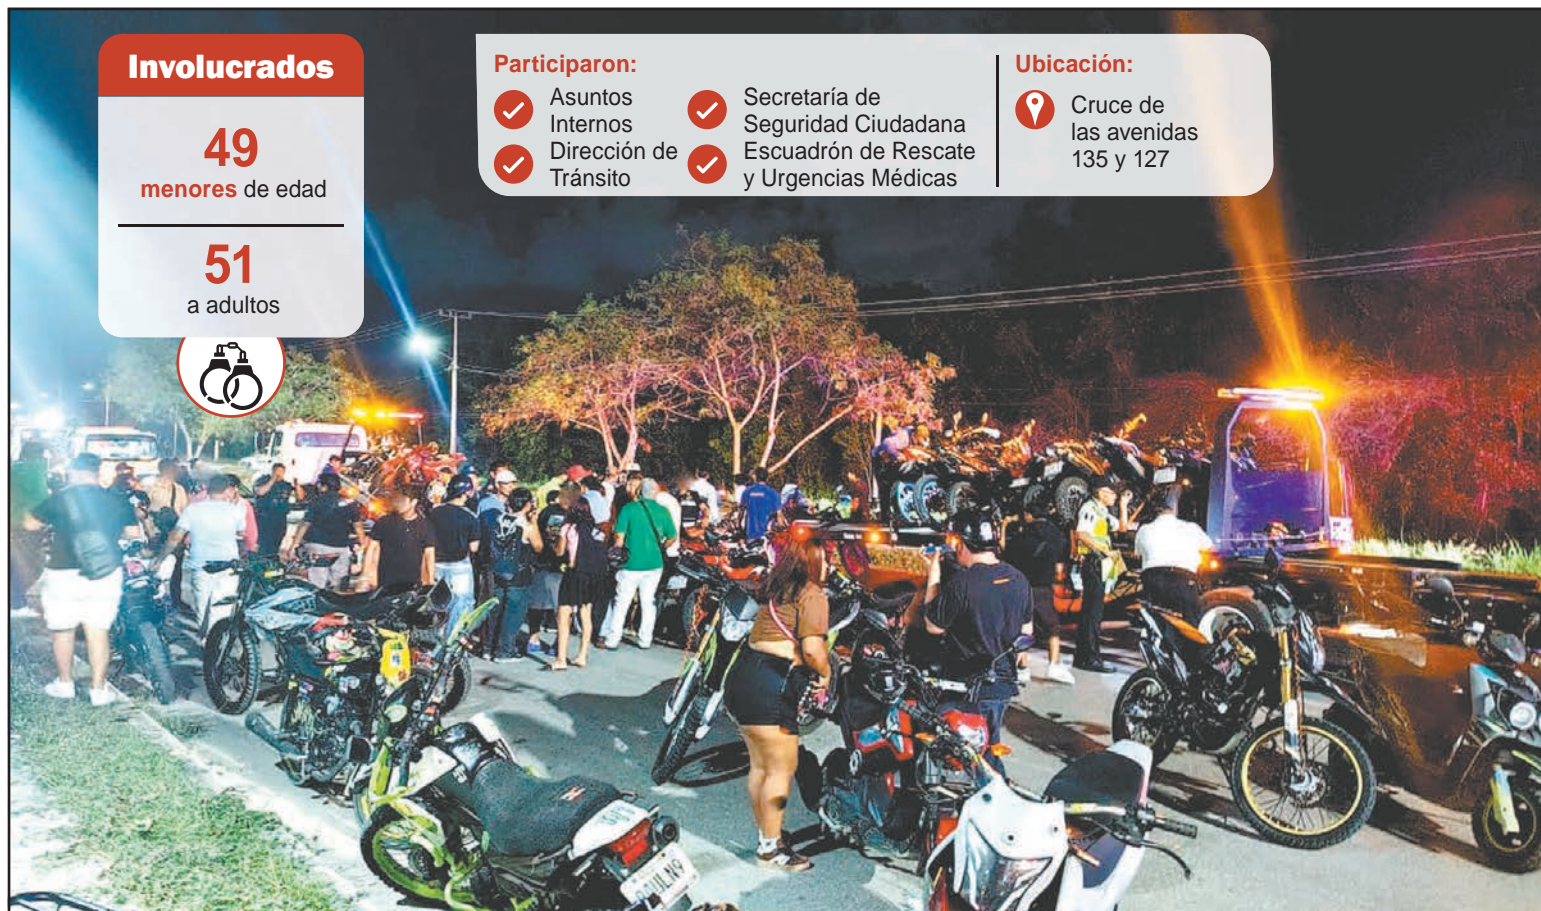 Involucrados
49
menores de edad
51
a adultos
Participaron:
Asuntos
Internos
Dirección de
Tránsito
Secretaría de
Seguridad Ciudadana
Escuadrón de Rescate
y Urgencias Médicas
Ubicación:
Cruce de
las avenidas
135 y 127